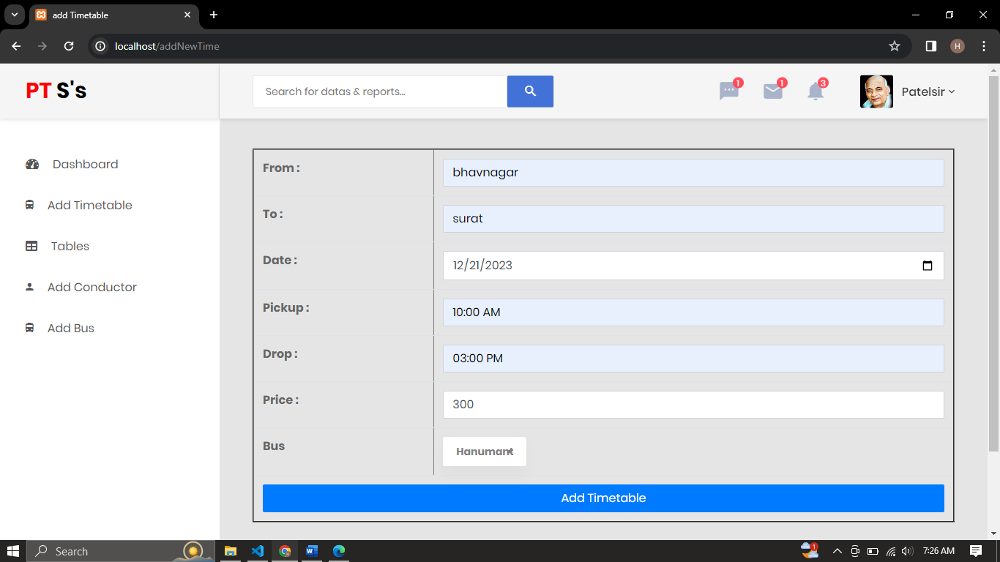 add Timetable
localhost/addNewTime
H
PT S's
Search for datas & reports...
1
1
3
Patelsir
Dashboard
Add Timetable
Tables
Add Conductor
Add Bus
From :
bhavnagar
To :
surat
Date :
12/21/2023
Pickup :
10:00 AM
Drop :
03:00 PM
Price :
300
Bus
Hanumant
Add Timetable
Search
1
7:26 AM